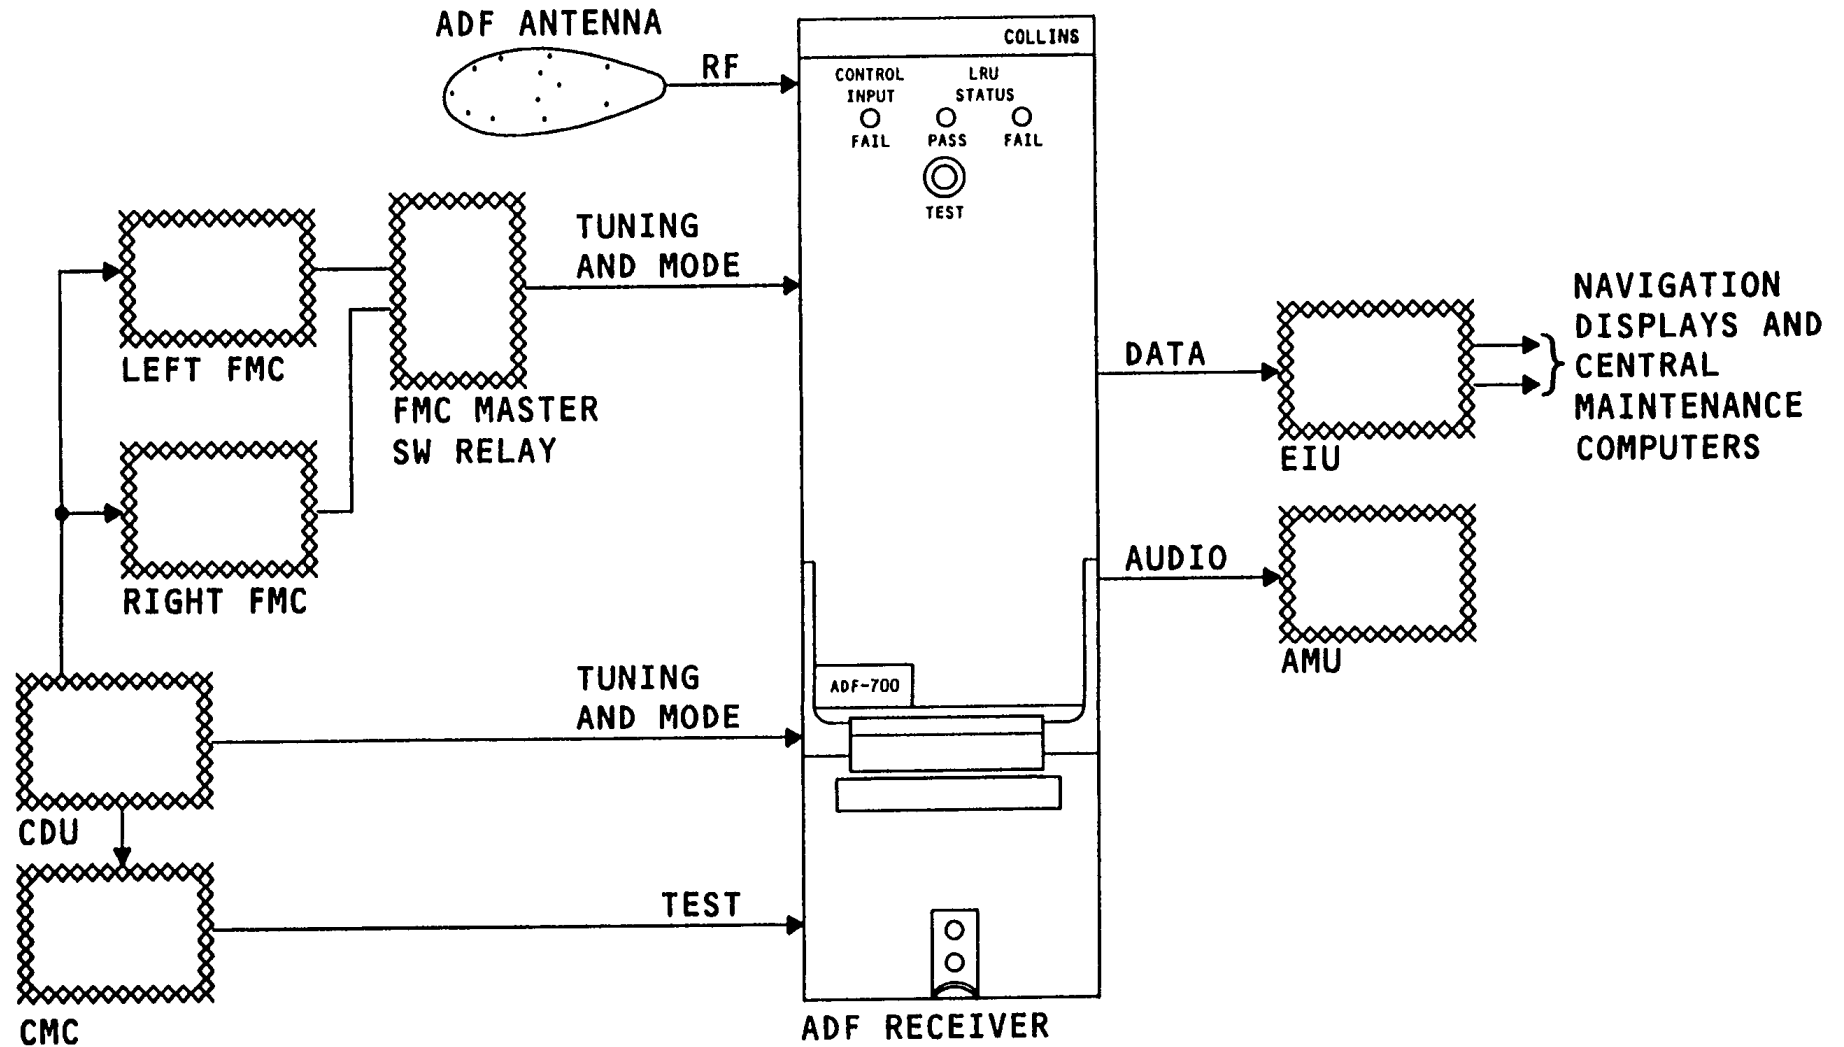 ADF ANTENNA
RF
COLLINS
CONTROL
INPUT
FAIL
LRU
STATUS
PASS
FAIL
TEST
TUNING
AND MODE
LEFT FMC
FMC MASTER
SW RELAY
RIGHT FMC
DATA
EIU
NAVIGATION
DISPLAYS AND
CENTRAL
MAINTENANCE
COMPUTERS
AUDIO
AMU
TUNING
AND MODE
ADF-700
CDU
TEST
CMC
ADF RECEIVER